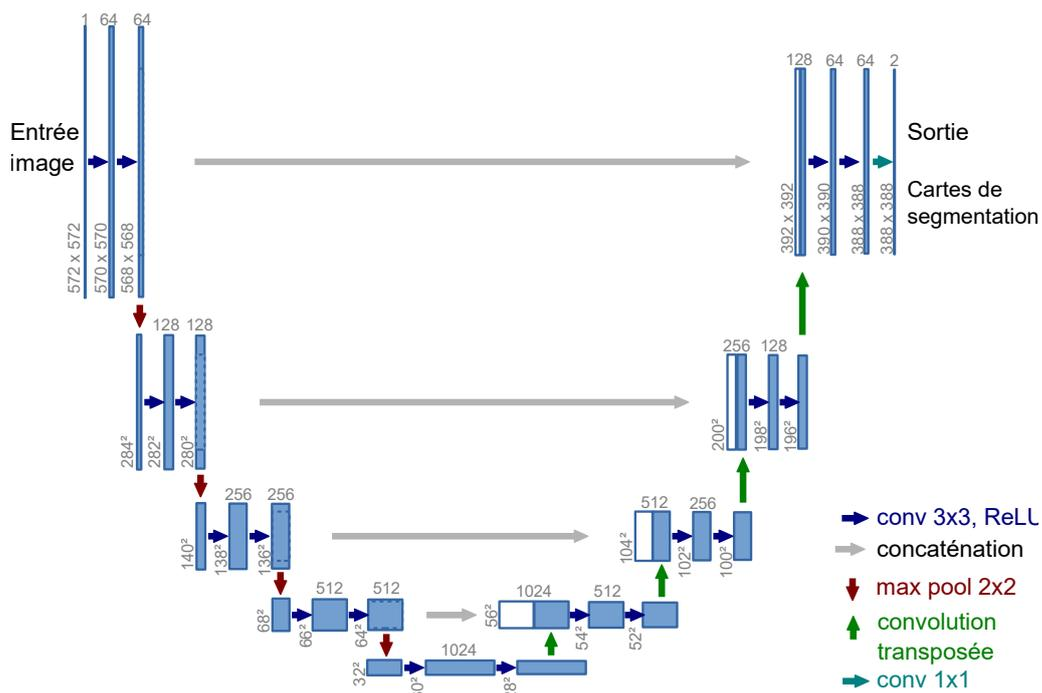 1 64 64
128 64 64 2
Entrée
image
Sortie
Cartes de
segmentation
572 x 572
570 x 570
568 x 568
392 x 392
390 x 390
388 x 388
388 x 388
128 128
256 128
284²
282²
280²
200²
198²
196²
256 256
512 256
140²
138²
136²
104²
102²
100²
512 512
1024 512
68²
66²
64²
56²
54²
52²
1024
32²
conv 3x3, ReL
concaténation
max pool 2x2
convolution
transposée
conv 1x1